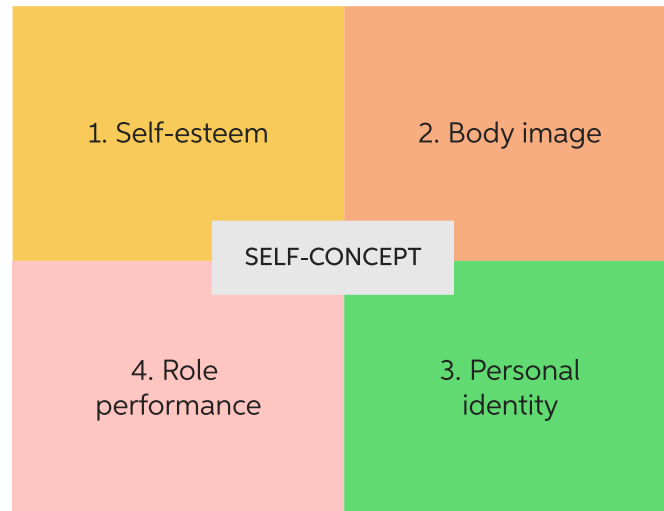 1. Self-esteem
2. Body image
SELF-CONCEPT
4. Role
performance
3. Personal
identity